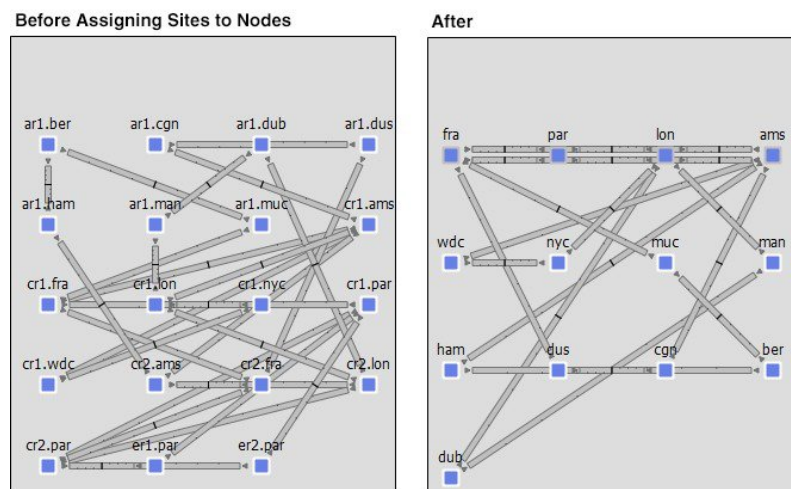 Before Assigning Sites to Nodes
ar1.ber ar1.cgn ar1.dub ar1.dus
ar1.ham ar1.man ar1.muc cr1.ams
cr1.fra cr1.lon cr1.nyc cr1.par
cr1.wdc cr2.ams cr2.fra cr2.lon
cr2.par er1.par er2.par
After
fra par lon ams
wdc nyc muc man
ham dus cgn ber
dub